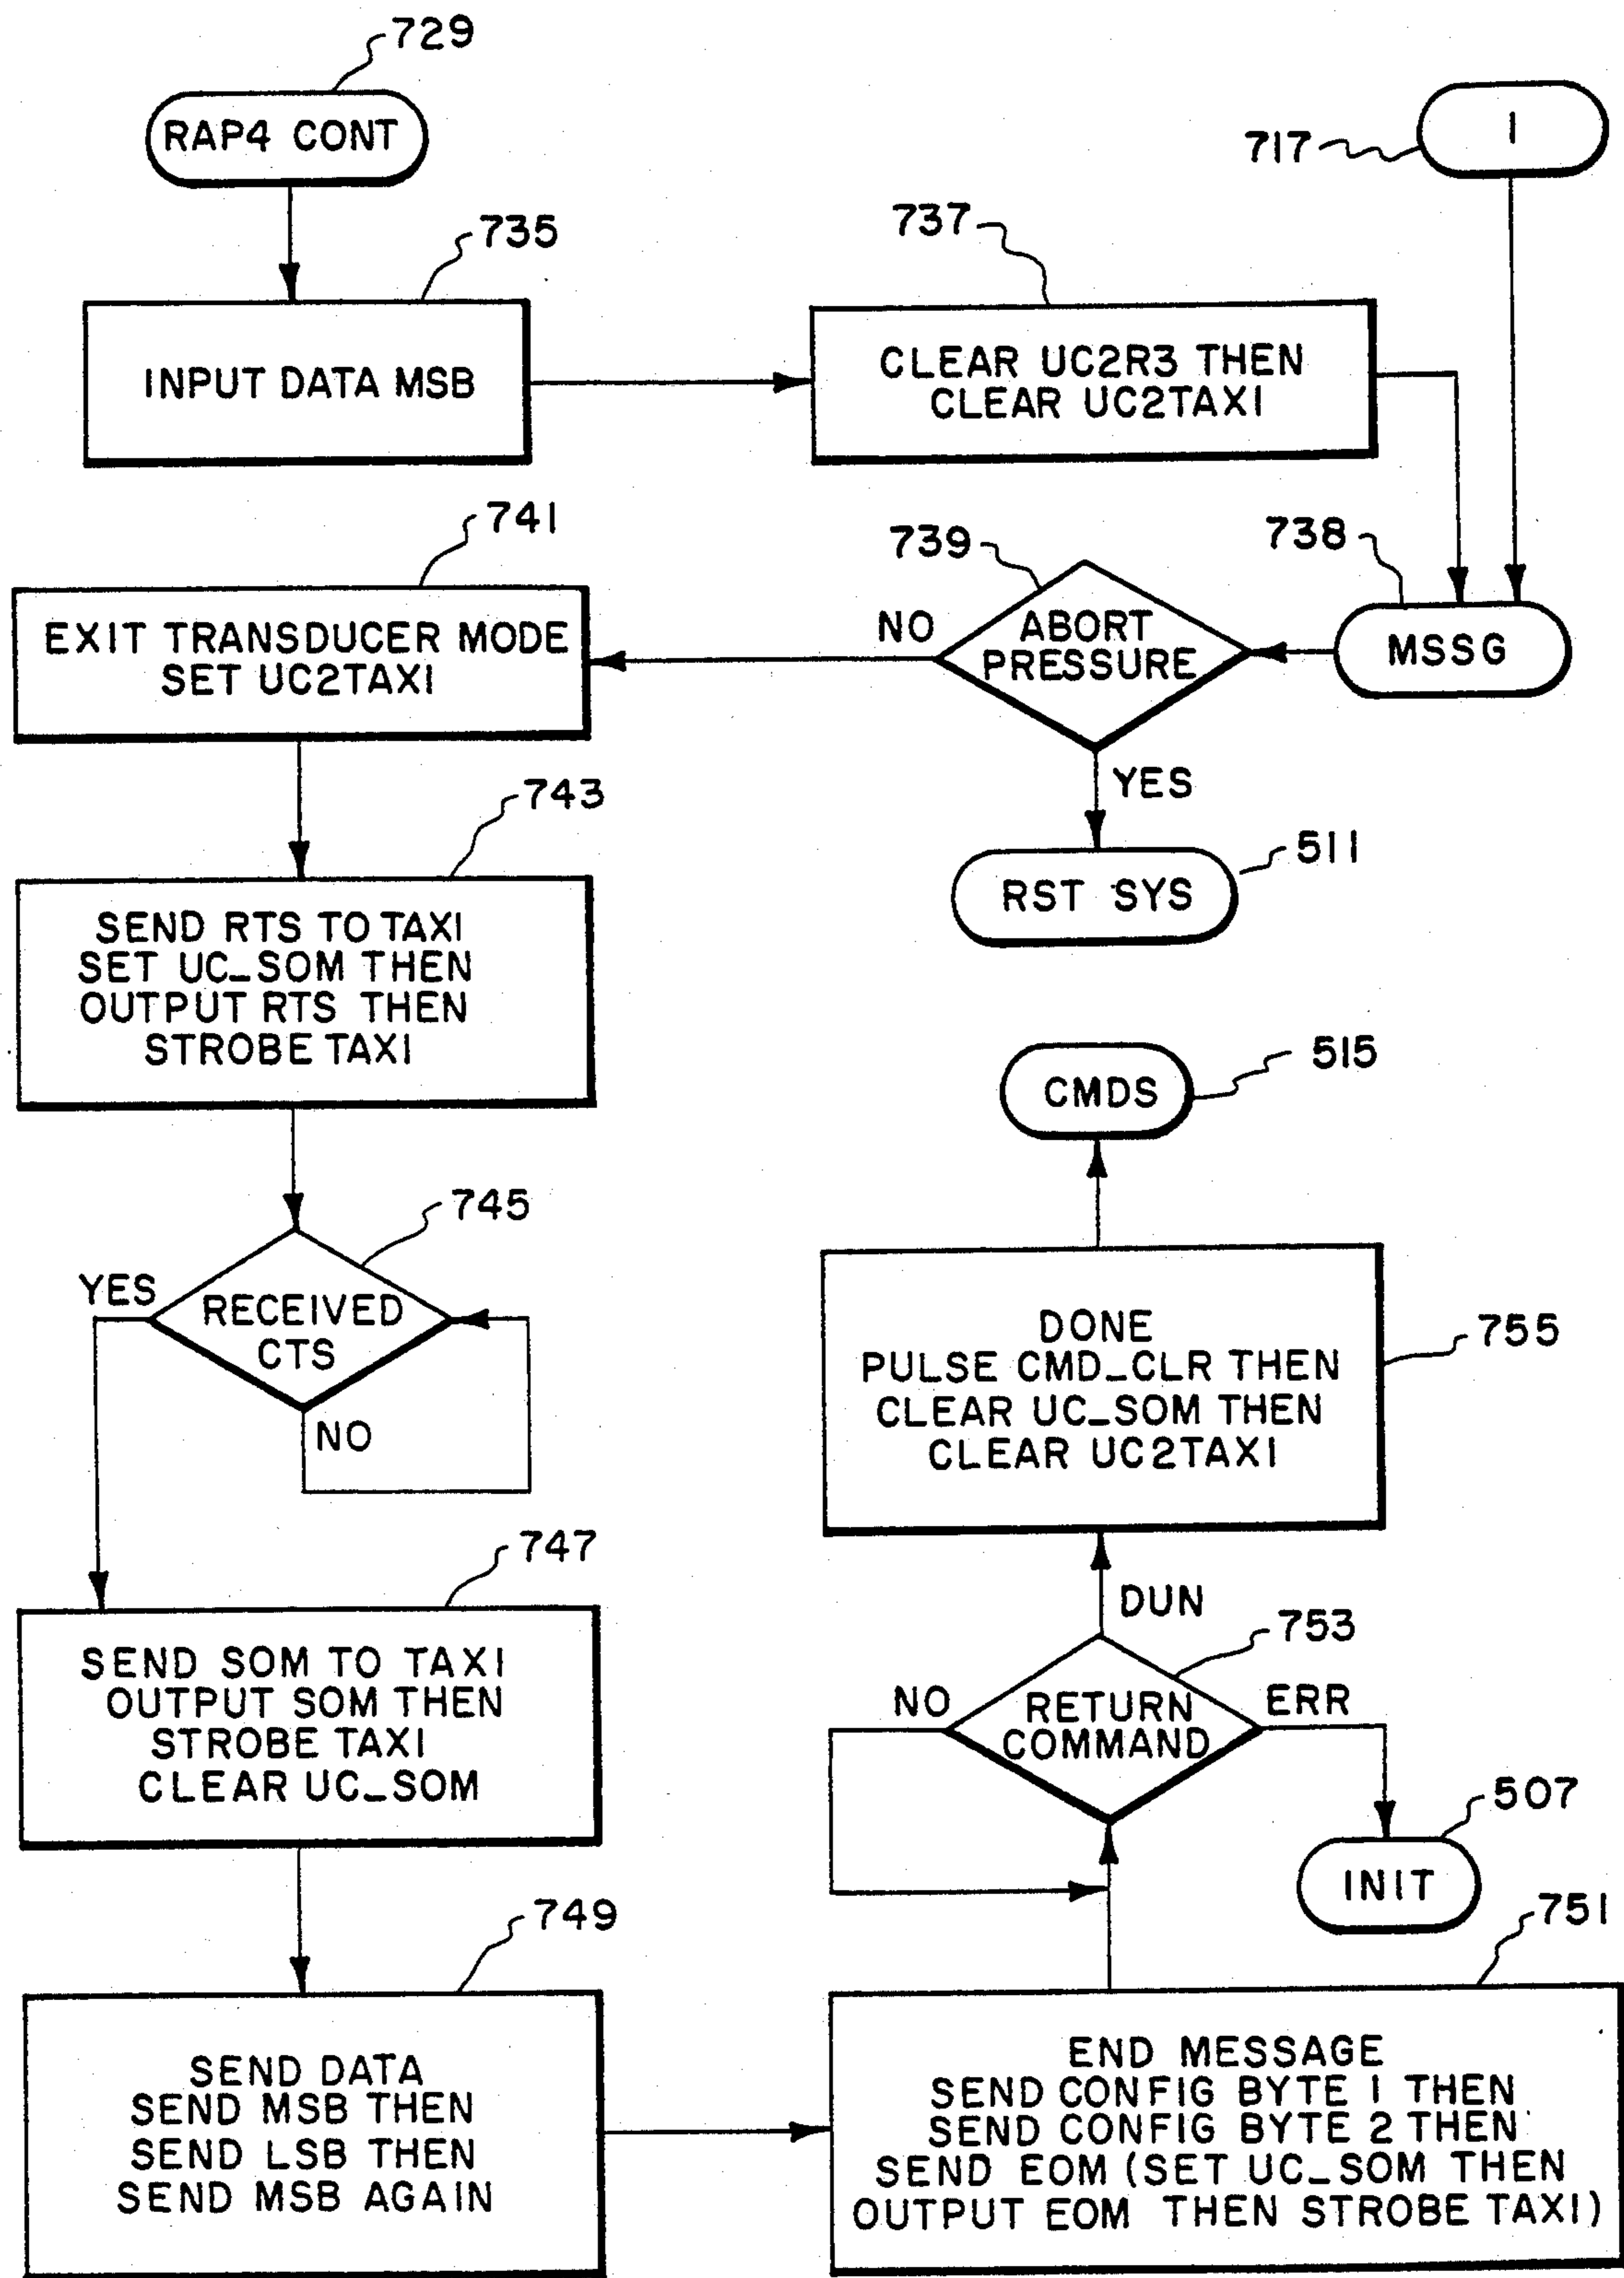 729
RAP4 CONT
717
1
735
INPUT DATA MSB
737
CLEAR UC2R3 THEN
CLEAR UC2TAXI
738
MSSG
739
ABORT
PRESSURE
NO
YES
511
RST SYS
741
EXIT TRANSDUCER MODE
SET UC2TAXI
743
SEND RTS TO TAXI
SET UC_SOM THEN
OUTPUT RTS THEN
STROBE TAXI
745
RECEIVED
CTS
YES
NO
747
SEND SOM TO TAXI
OUTPUT SOM THEN
STROBE TAXI
CLEAR UC_SOM
749
SEND DATA
SEND MSB THEN
SEND LSB THEN
SEND MSB AGAIN
751
END MESSAGE
SEND CONFIG BYTE 1 THEN
SEND CONFIG BYTE 2 THEN
SEND EOM (SET UC_SOM THEN
OUTPUT EOM THEN STROBE TAXI)
753
RETURN
COMMAND
NO
ERR
507
INIT
DUN
755
DONE
PULSE CMD_CLR THEN
CLEAR UC_SOM THEN
CLEAR UC2TAXI
515
CMDS